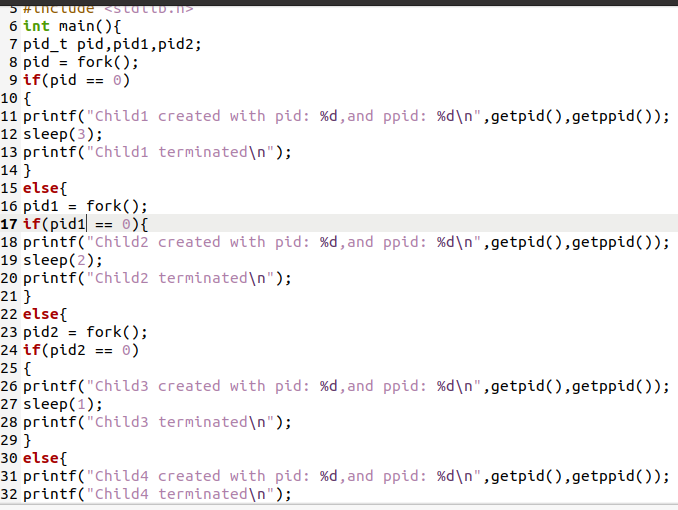 5 #include <stdlib.h>
6 int main(){
7 pid_t pid,pid1,pid2;
8 pid = fork();
9 if(pid == 0)
10 {
11 printf("Child1 created with pid: %d,and ppid: %d\n",getpid(),getppid());
12 sleep(3);
13 printf("Child1 terminated\n");
14 }
15 else{
16 pid1 = fork();
17 if(pid1 == 0){
18 printf("Child2 created with pid: %d,and ppid: %d\n",getpid(),getppid());
19 sleep(2);
20 printf("Child2 terminated\n");
21 }
22 else{
23 pid2 = fork();
24 if(pid2 == 0)
25 {
26 printf("Child3 created with pid: %d,and ppid: %d\n",getpid(),getppid());
27 sleep(1);
28 printf("Child3 terminated\n");
29 }
30 else{
31 printf("Child4 created with pid: %d,and ppid: %d\n",getpid(),getppid());
32 printf("Child4 terminated\n");